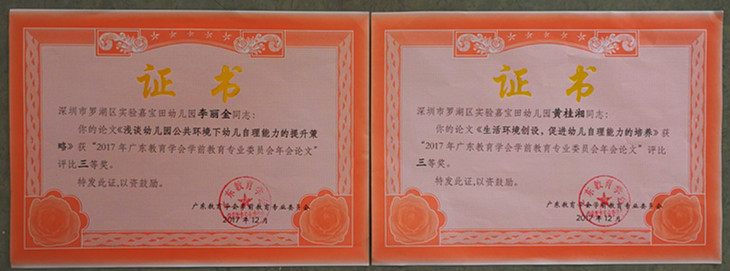 证书
深圳市罗湖区实验嘉宝田幼儿园李丽金同志：
你的论文《浅谈幼儿园公共环境下幼儿自理能力的提升策
略》获“2017年广东教育学会学前教育专业委员会年会论文”
评比三等奖。
特发此证，以资鼓励。
广东教育学会学前教育专业委员会
2017年12月
证书
深圳市罗湖区实验嘉宝田幼儿园黄桂湘同志：
你的论文《生活环境创设，促进幼儿自理能力的培养》获
“2017年广东教育学会学前教育专业委员会年会论文”评比
三等奖。
特发此证，以资鼓励。
广东教育学会学前教育专业委员会
2017年12月